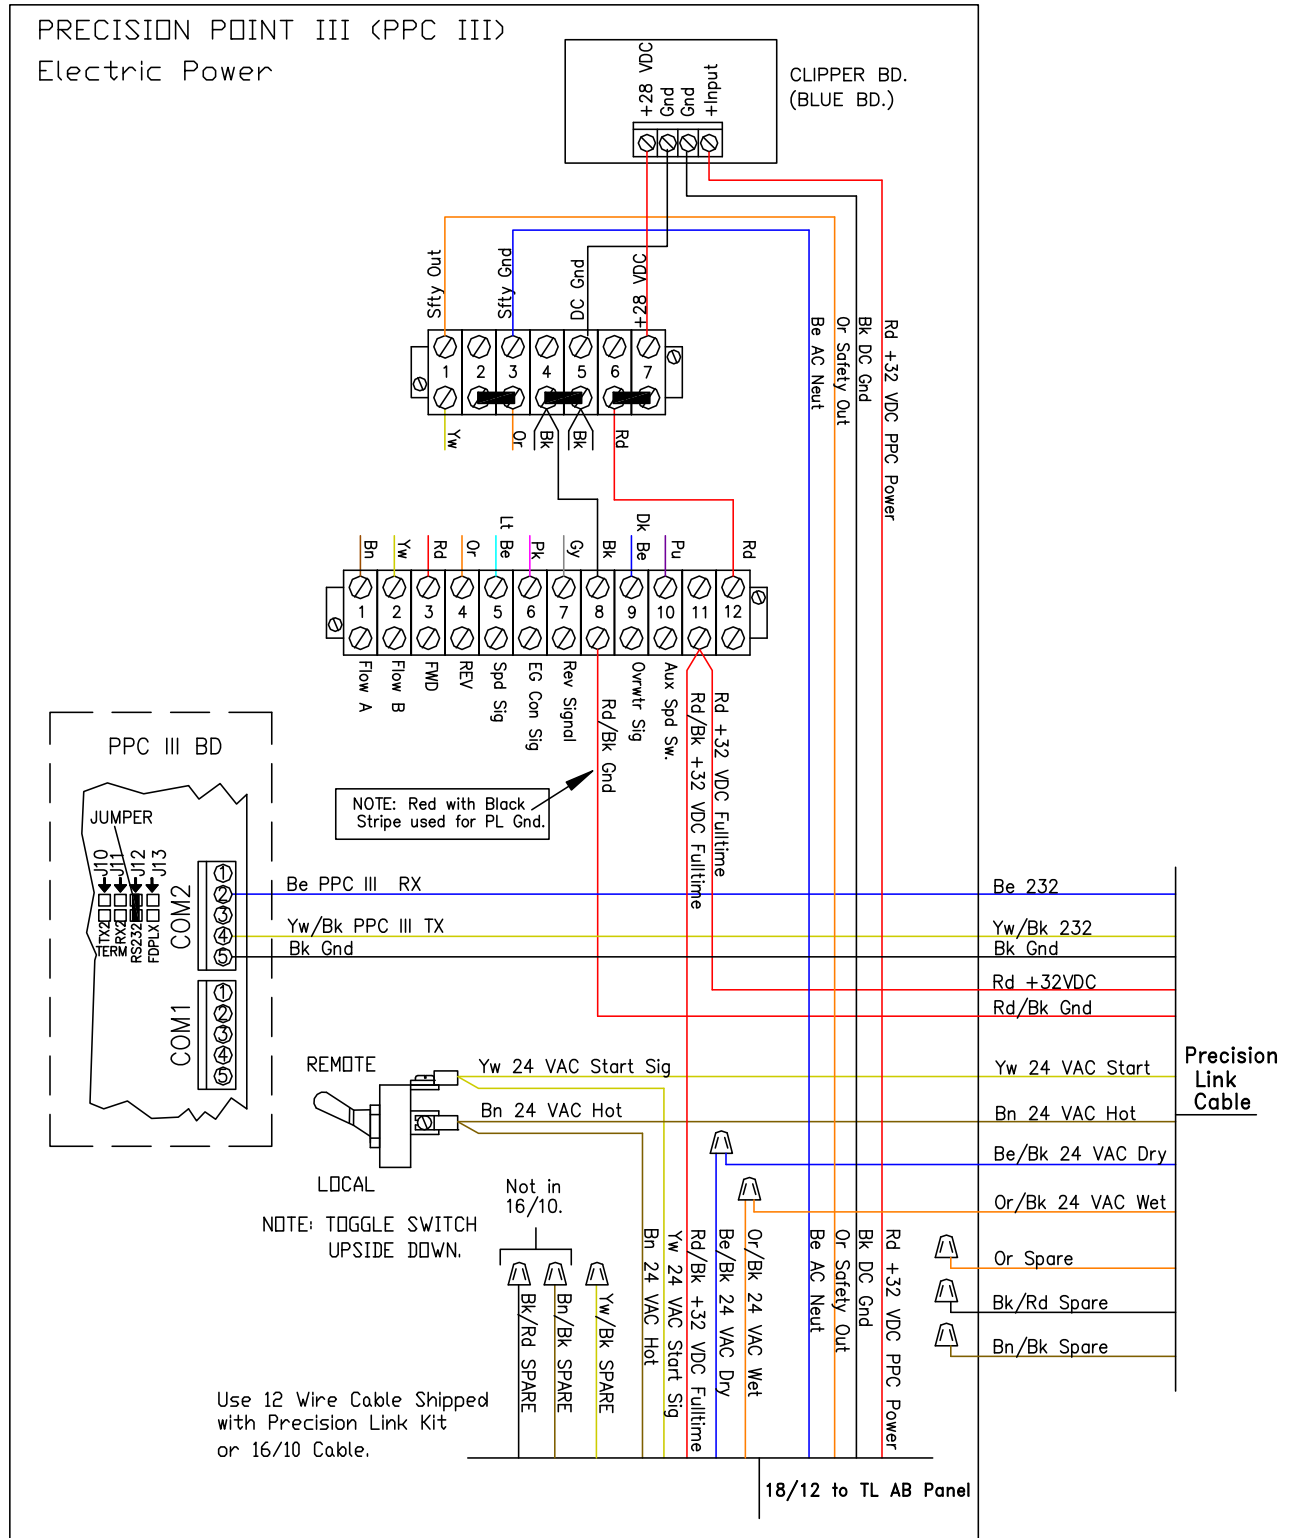 PRECISION POINT III (PPC III)
Electric Power
CLIPPER BD.
(BLUE BD.)
+28 VDC
Gnd
Gnd
+Input
Sfty Out
Sfty Gnd
DC Gnd
+28 VDC
1 2 3 4 5 6 7
Yw
Or
Bk
Bk
Rd
Be AC Neut
Or Safety Out
Bk DC Gnd
Rd +32 VDC PPC Power
Bn
Yw
Rd
Or
Lt Be
Pk
Gy
Bk
Dk Be
Pu
Rd
1 2 3 4 5 6 7 8 9 10 11 12
Flow A
Flow B
FWD
REV
Spd Sig
EG Con Sig
Rev Signal
Rd/Bk Gnd
Ovrwtr Sig
Aux Spd Sw.
Rd/Bk +32 VDC Fulltime
Rd +32 VDC Fulltime
NOTE: Red with Black
Stripe used for PL Gnd.
PPC III BD
JUMPER
J10
J11
J12
J13
TX2
TERM
RX2
RS232
FDPLX
COM2
1
2
3
4
5
COM1
1
2
3
4
5
Be PPC III RX
Yw/Bk PPC III TX
Bk Gnd
Be 232
Yw/Bk 232
Bk Gnd
Rd +32VDC
Rd/Bk Gnd
Yw 24 VAC Start
Bn 24 VAC Hot
Be/Bk 24 VAC Dry
Or/Bk 24 VAC Wet
Or Spare
Bk/Rd Spare
Bn/Bk Spare
Precision
Link
Cable
REMOTE
Yw 24 VAC Start Sig
Bn 24 VAC Hot
LOCAL
NOTE: TOGGLE SWITCH
UPSIDE DOWN.
Not in
16/10.
Bk/Rd SPARE
Bn/Bk SPARE
Yw/Bk SPARE
Bn 24 VAC Hot
Yw 24 VAC Start Sig
Rd/Bk +32 VDC Fulltime
Be/Bk 24 VAC Dry
Or/Bk 24 VAC Wet
Be AC Neut
Or Safety Out
Bk DC Gnd
Rd +32 VDC PPC Power
Use 12 Wire Cable Shipped
with Precision Link Kit
or 16/10 Cable.
18/12 to TL AB Panel